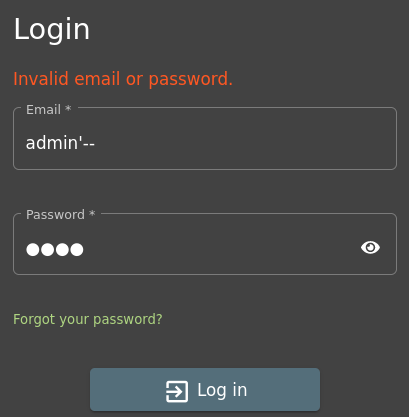 Login
Invalid email or password.
Email *
admin'--
Password *
●●●●
Forgot your password?
Log in